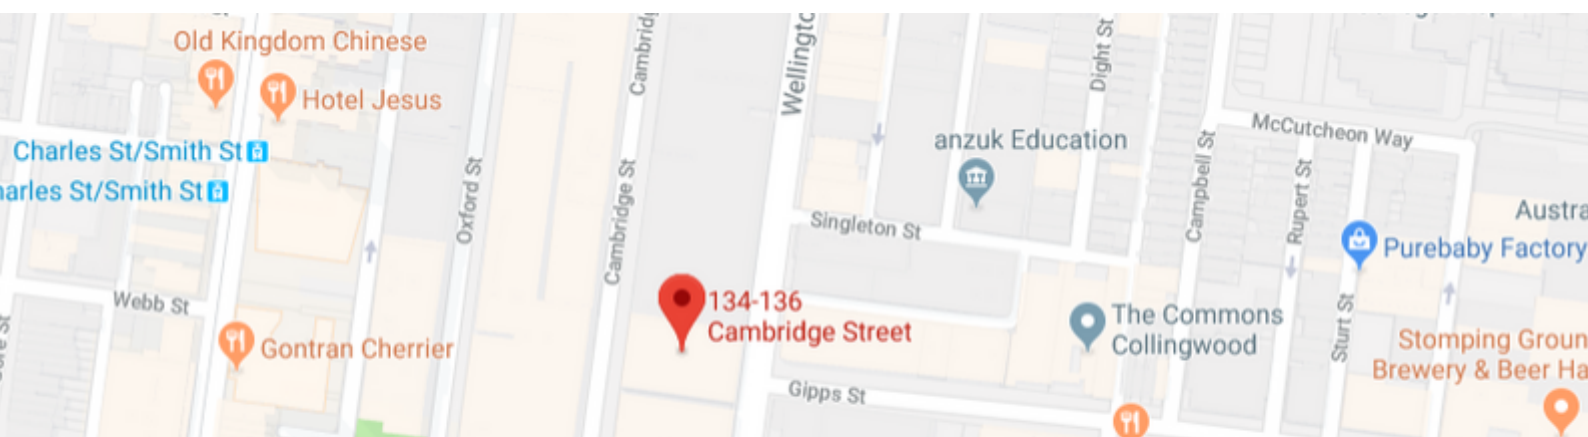 Old Kingdom Chinese
Hotel Jesus
Charles St/Smith St
harles St/Smith St
Webb St
Gontran Cherrier
Oxford St
Cambridg
Cambridge St
134-136
Cambridge Street
Wellingto
Singleton St
Gipps St
anzuk Education
Dight St
The Commons
Collingwood
Campbell St
McCutcheon Way
Rupert St
Sturt St
Austra
Purebaby Factory
Stomping Groun
Brewery & Beer Ha